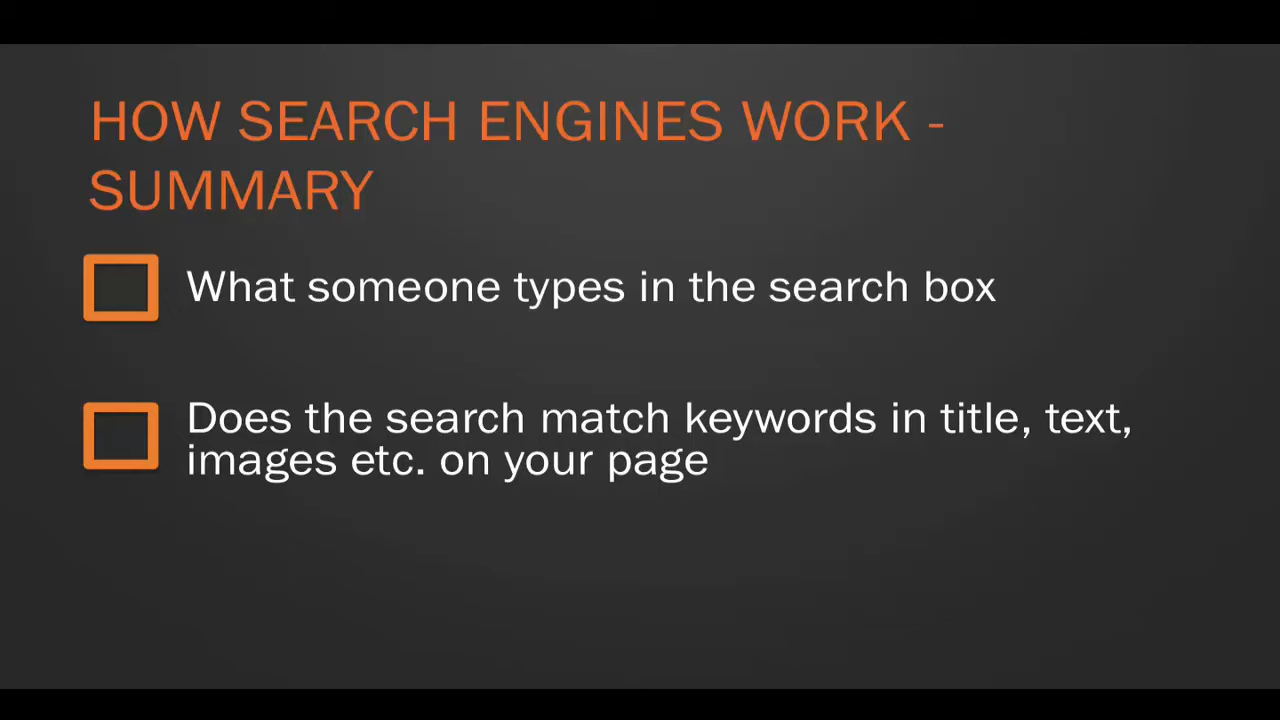 HOW SEARCH ENGINES WORK -
SUMMARY
What someone types in the search box
Does the search match keywords in title, text,
images etc. on your page